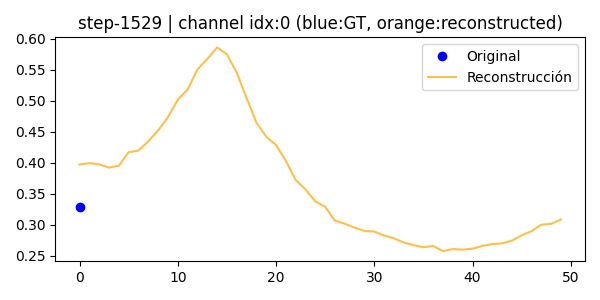 step-1529 | channel idx:0 (blue:GT, orange:reconstructed)
Original
Reconstrucción
0.60
0.55
0.50
0.45
0.40
0.35
0.30
0.25
0 10 20 30 40 50